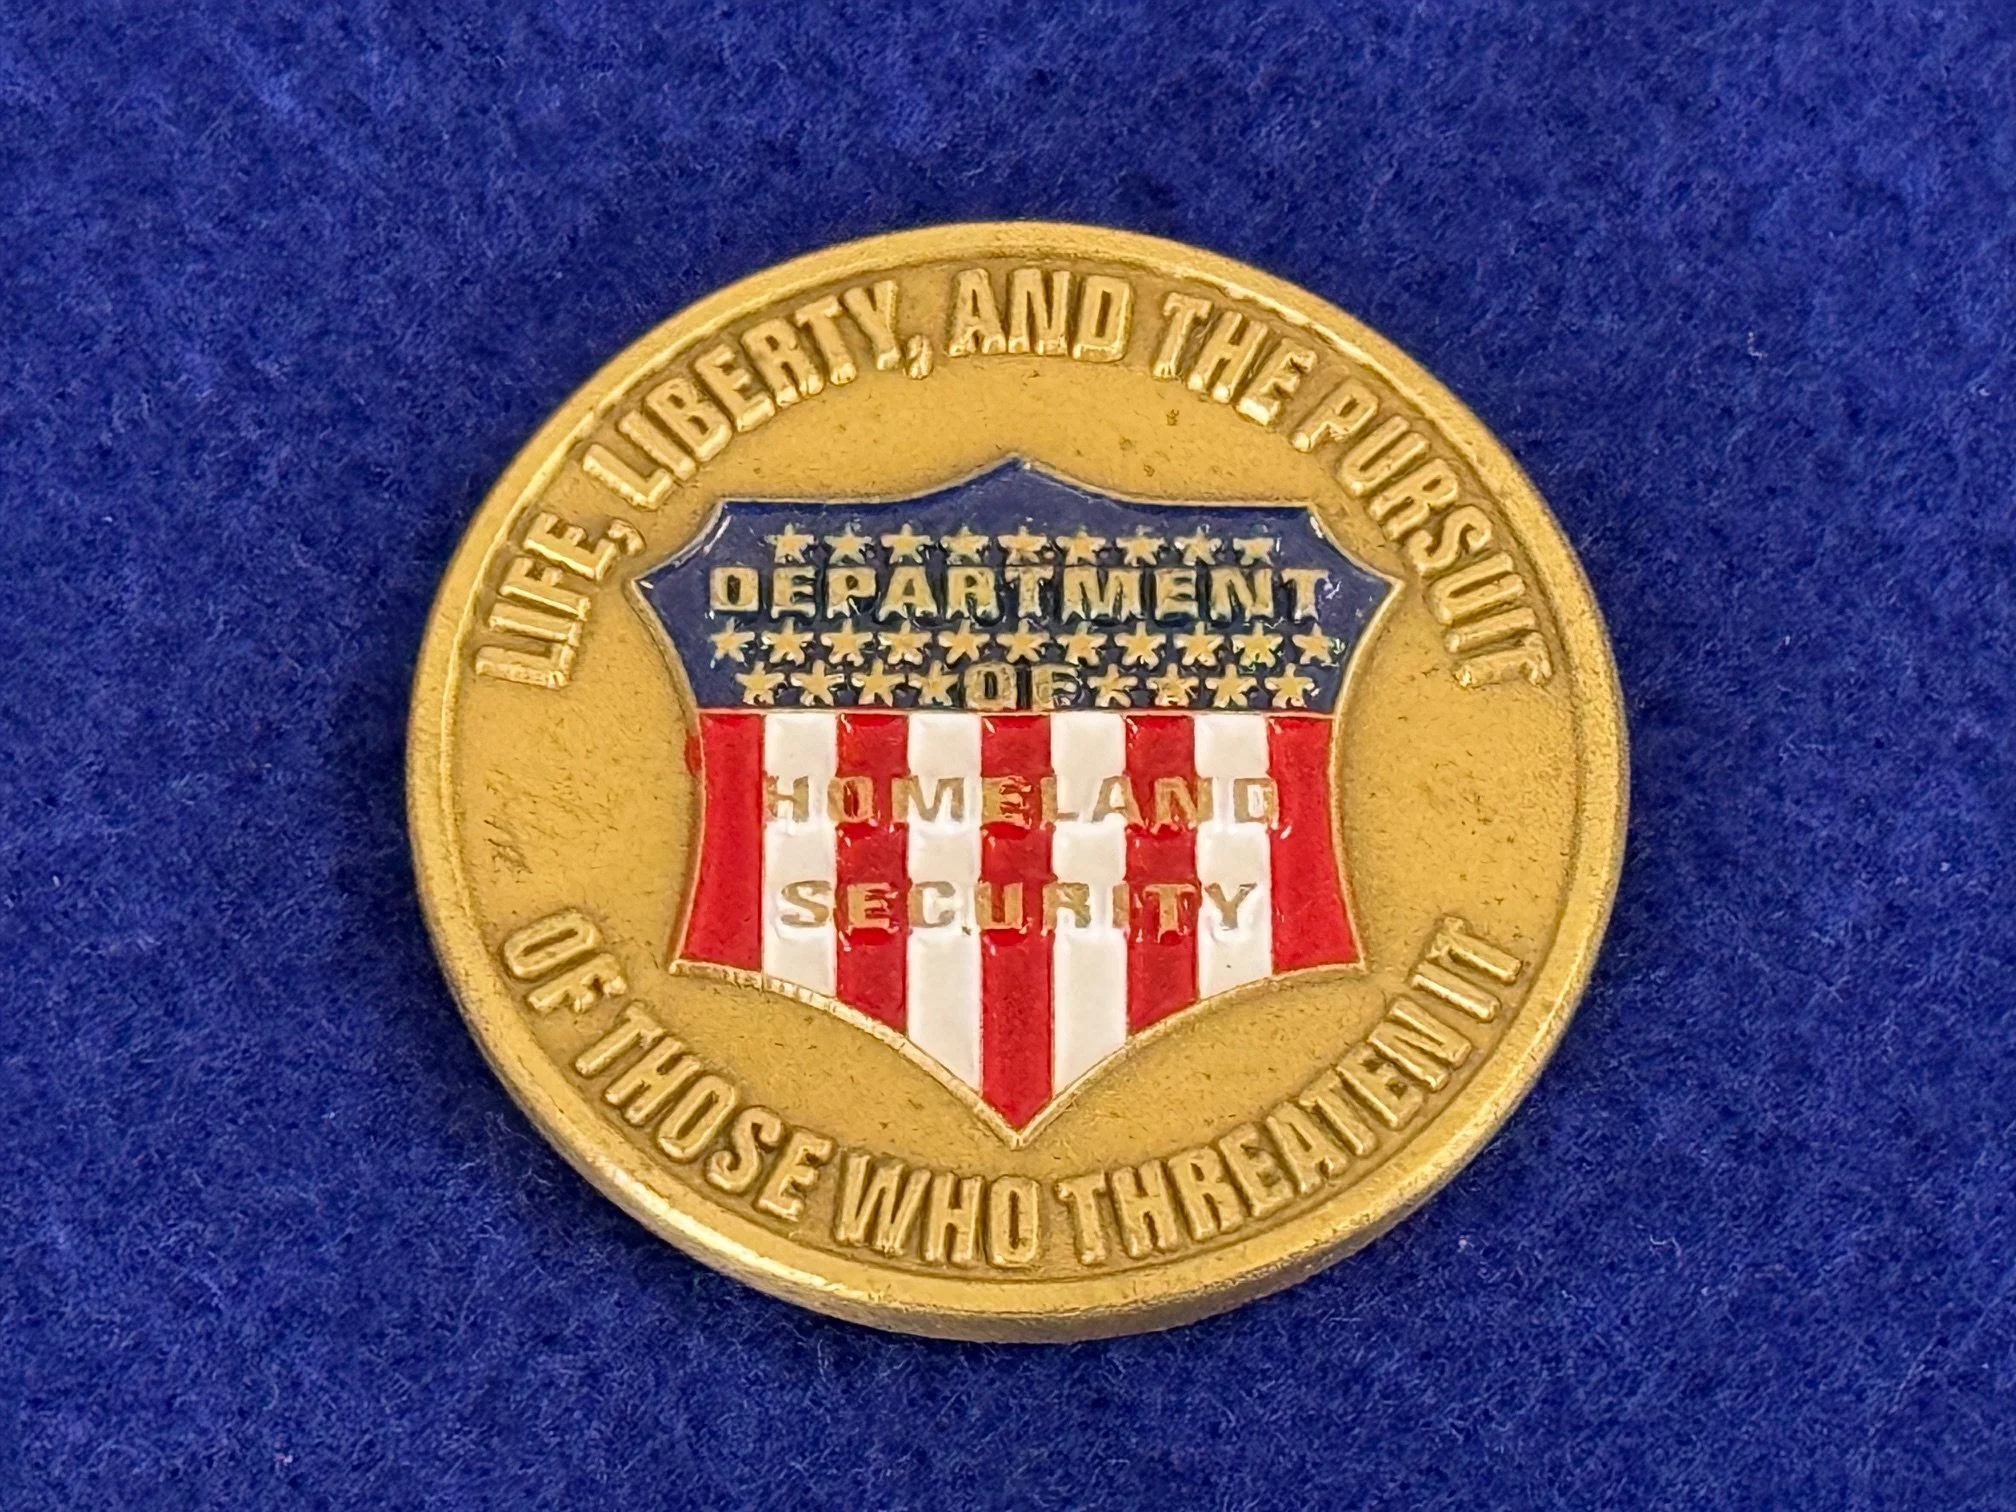 LIFE, LIBERTY, AND THE PURSUIT
DEPARTMENT
OF
HOMELAND
SECURITY
OF THOSE WHO THREATEN IT